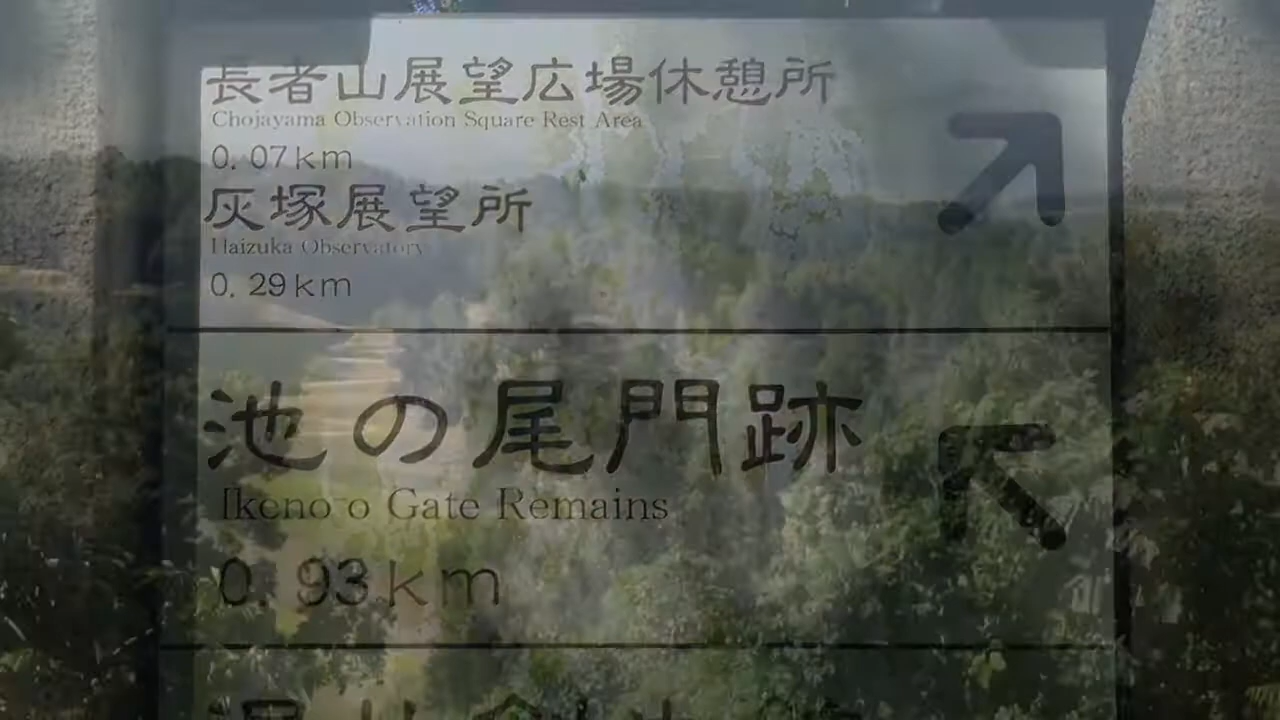 長者山展望広場休憩所
Chojayama Observation Square Rest Area
0.07km
灰塚展望所
Haizuka Observatory
0.29km
池の尾門跡
Ikeno-o Gate Remains
0.93km